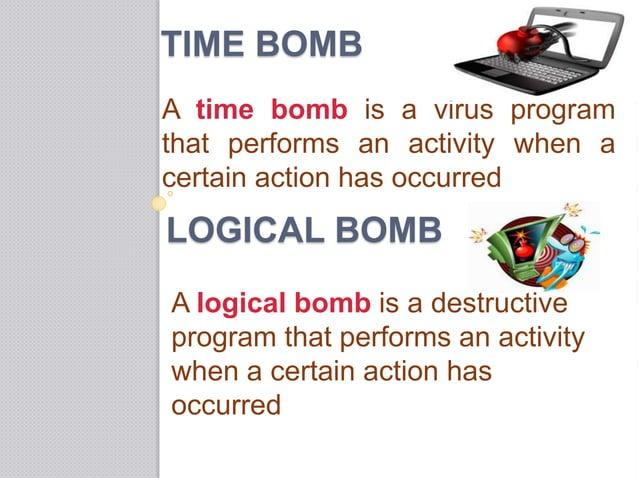 TIME BOMB
A time bomb is a virus program
that performs an activity when a
certain action has occurred
LOGICAL BOMB
A logical bomb is a destructive
program that performs an activity
when a certain action has
occurred